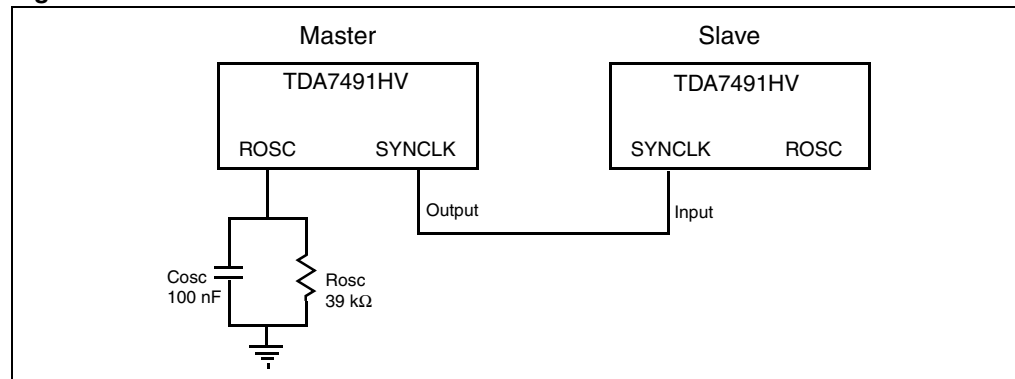 Master Slave
TDA7491HV TDA7491HV
ROSC SYNCLK SYNCLK ROSC
Output Input
Cosc
100 nF
Rosc
39 kΩ